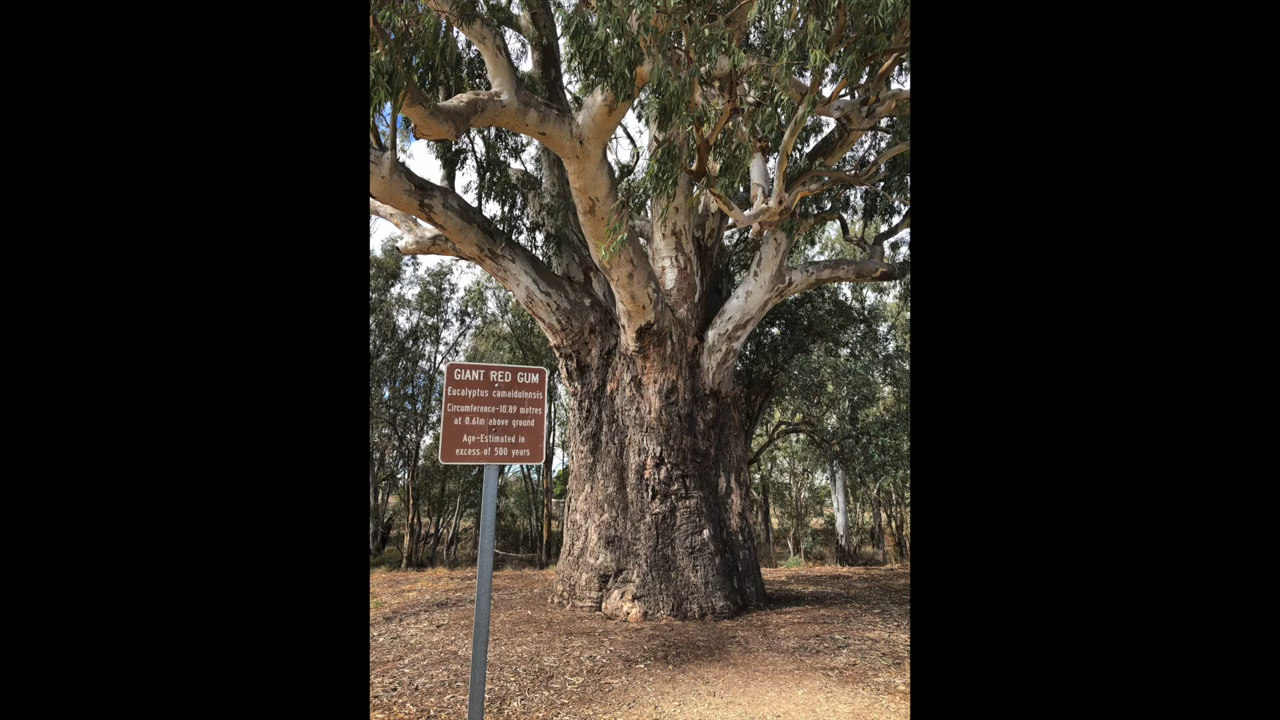 GIANT RED GUM
Eucalyptus camaldulensis
Circumference-10.89 metres
at 0.61m above ground
Age-Estimated in
excess of 500 years